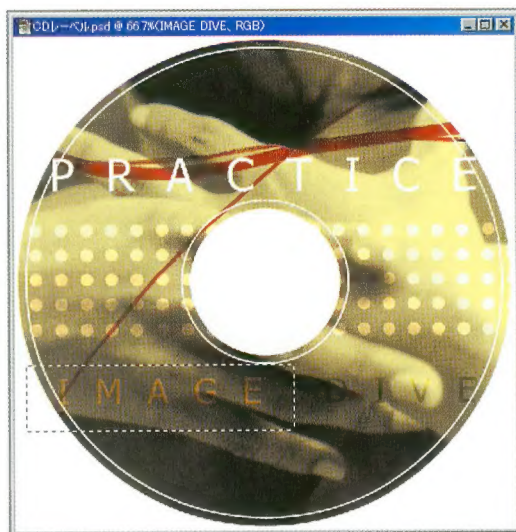 CDレーベル.psd @ 66.7%(IMAGE DIVE, RGB)
PRACTICE
IMAGE DIVE